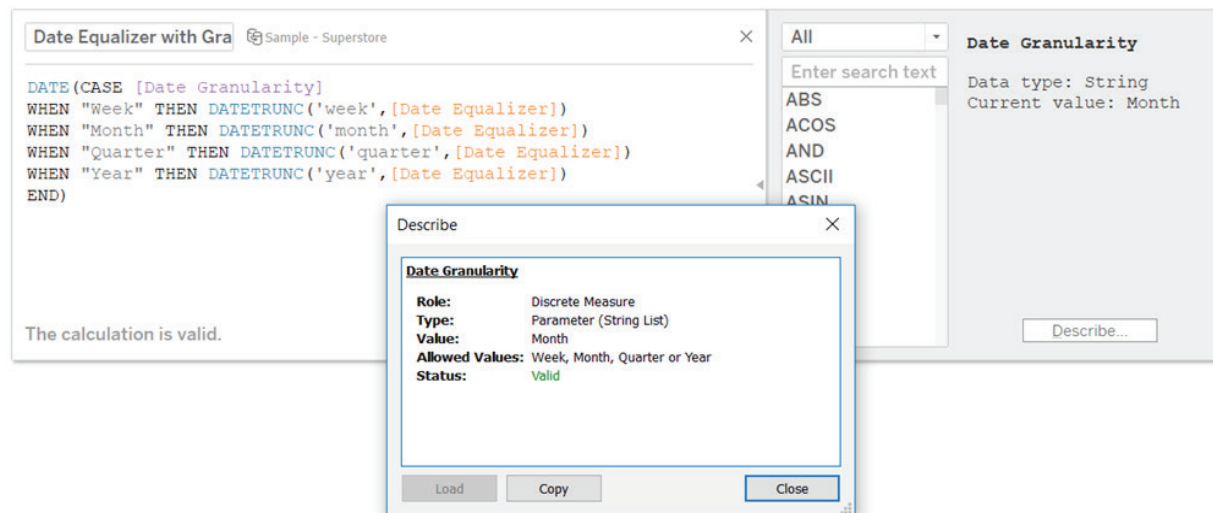 Date Equalizer with Gra
Sample - Superstore
DATE(CASE [Date Granularity]
WHEN "Week" THEN DATETRUNC('week',[Date Equalizer])
WHEN "Month" THEN DATETRUNC('month',[Date Equalizer])
WHEN "Quarter" THEN DATETRUNC('quarter',[Date Equalizer])
WHEN "Year" THEN DATETRUNC('year',[Date Equalizer])
END)
The calculation is valid.
All
Enter search text
ABS
ACOS
AND
ASCII
ASIN
Date Granularity
Data type: String
Current value: Month
Describe...
Describe
Date Granularity
Role: Discrete Measure
Type: Parameter (String List)
Value: Month
Allowed Values: Week, Month, Quarter or Year
Status: Valid
Load
Copy
Close